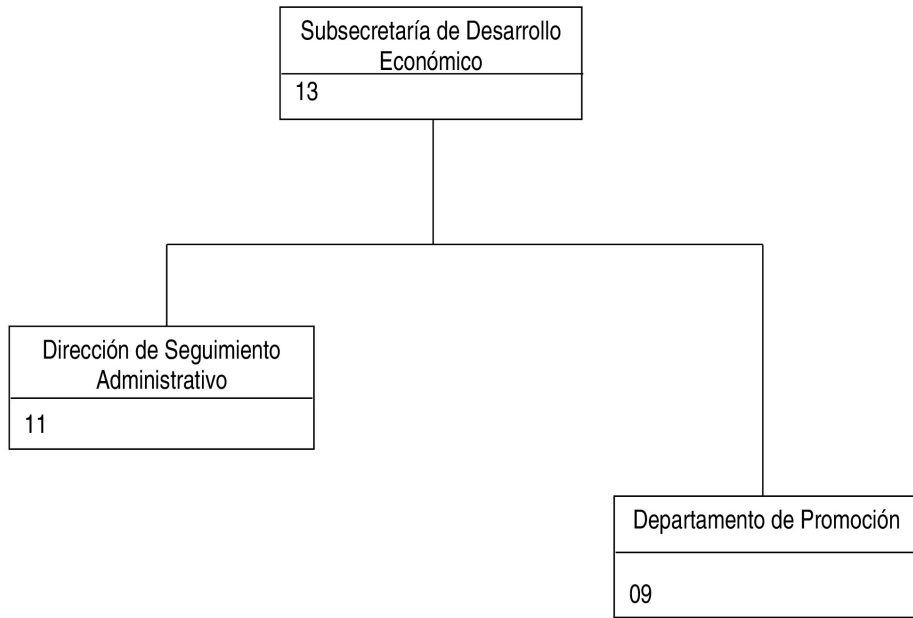 Subsecretaría de Desarrollo
Económico
13
Dirección de Seguimiento
Administrativo
11
Departamento de Promoción
09